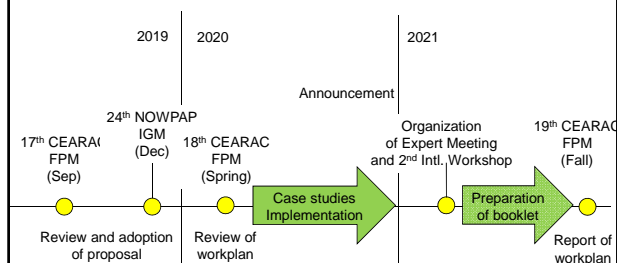 2019
2020
2021
Announcement
24th NOWPAP
IGM
(Dec)
17th CEARAC
FPM
(Sep)
18th CEARAC
FPM
(Spring)
Organization
of Expert Meeting
and 2nd Intl. Workshop
19th CEARAC
FPM
(Fall)
Case studies
Implementation
Preparation
of booklet
Review and adoption
of proposal
Review of
workplan
Report of
workplan